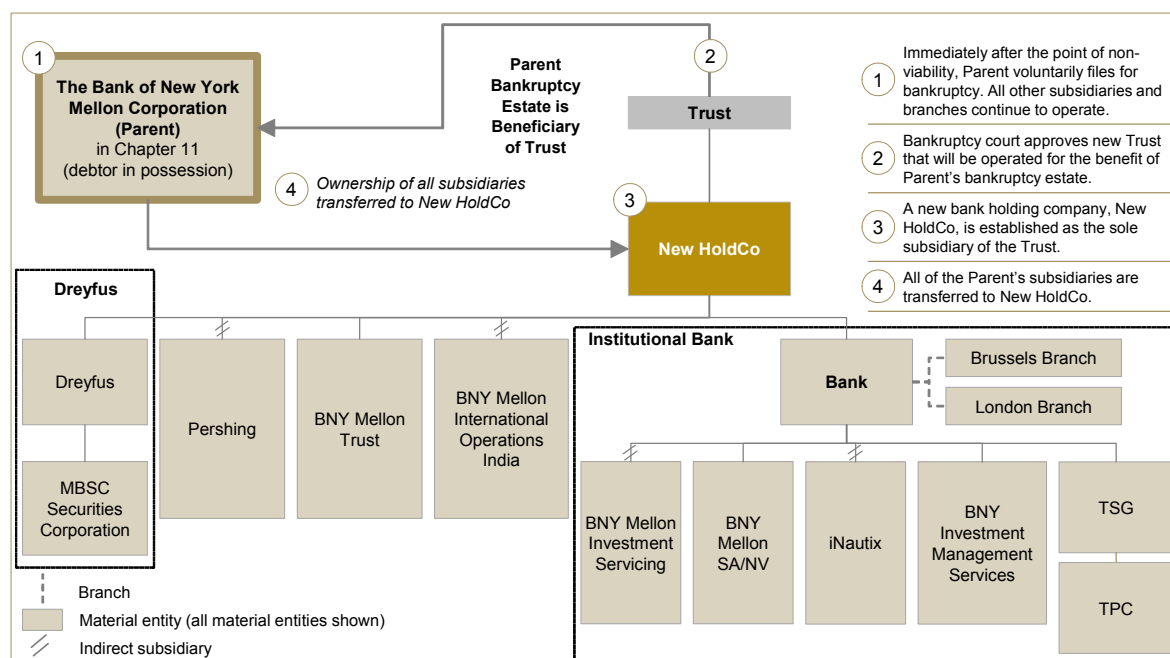 1
The Bank of New York
Mellon Corporation
(Parent)
in Chapter 11
(debtor in possession)
Parent
Bankruptcy
Estate is
Beneficiary
of Trust
2
Trust
4
Ownership of all subsidiaries
transferred to New HoldCo
3
New HoldCo
1
Immediately after the point of non-
viability, Parent voluntarily files for
bankruptcy. All other subsidiaries and
branches continue to operate.
2
Bankruptcy court approves new Trust
that will be operated for the benefit of
Parent's bankruptcy estate.
3
A new bank holding company, New
HoldCo, is established as the sole
subsidiary of the Trust.
4
All of the Parent's subsidiaries are
transferred to New HoldCo.
Dreyfus
Dreyfus
MBSC
Securities
Corporation
Pershing
BNY Mellon
Trust
BNY Mellon
International
Operations
India
Institutional Bank
Bank
Brussels Branch
London Branch
BNY Mellon
Investment
Servicing
BNY
Mellon
SA/NV
iNautix
BNY
Investment
Management
Services
TSG
TPC
Branch
Material entity (all material entities shown)
Indirect subsidiary